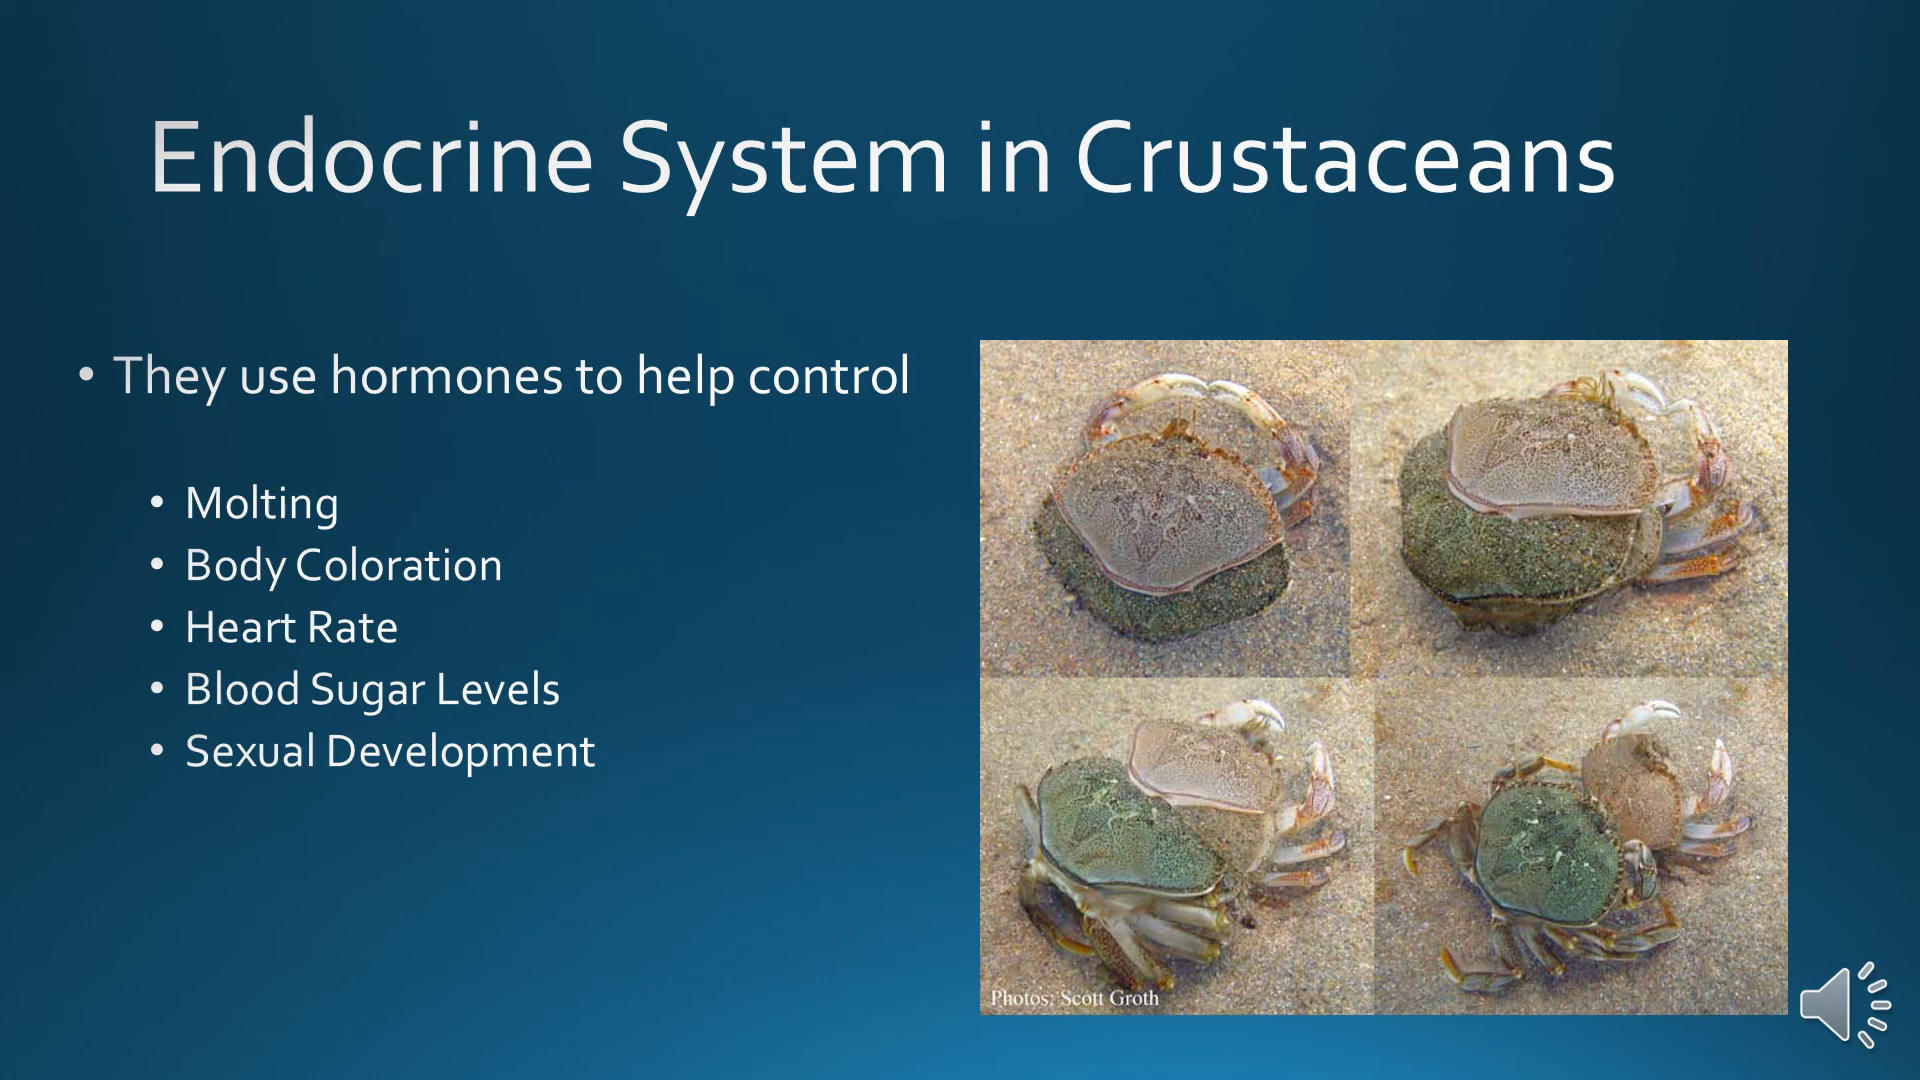 Endocrine System in Crustaceans
• They use hormones to help control
• Molting
• Body Coloration
• Heart Rate
• Blood Sugar Levels
• Sexual Development
Photos: Scott Groth